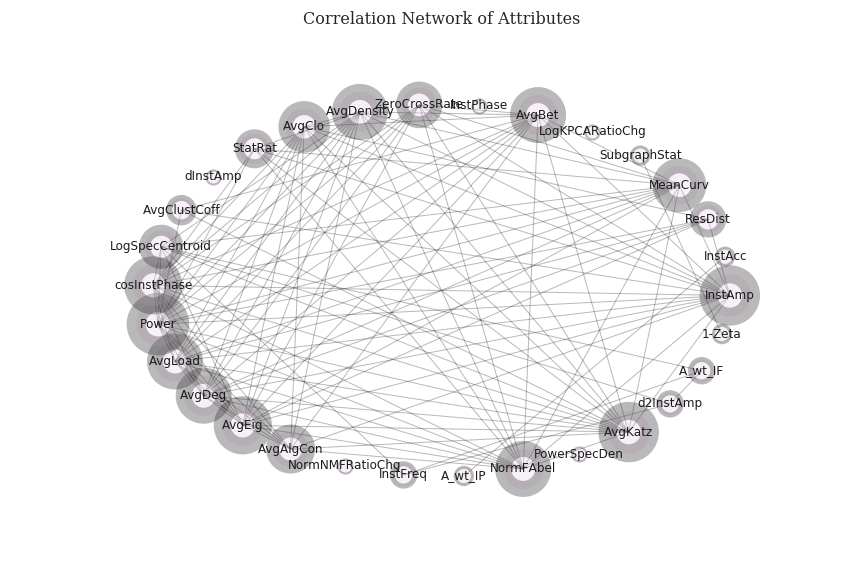 Correlation Network of Attributes
ZeroCrossRate
InstPhase
AvgDensity
AvgBet
AvgClo
LogKPCARatioChg
StatRat
SubgraphStat
dInstAmp
MeanCurv
AvgClustCoff
ResDist
LogSpecCentroid
InstAcc
cosInstPhase
InstAmp
Power
1-Zeta
AvgLoad
A_wt_IF
AvgDeg
d2InstAmp
AvgEig
AvgKatz
AvgAlgCon
PowerSpecDen
NormNMFRatioChg
NormFAbel
InstFreq
A_wt_IP